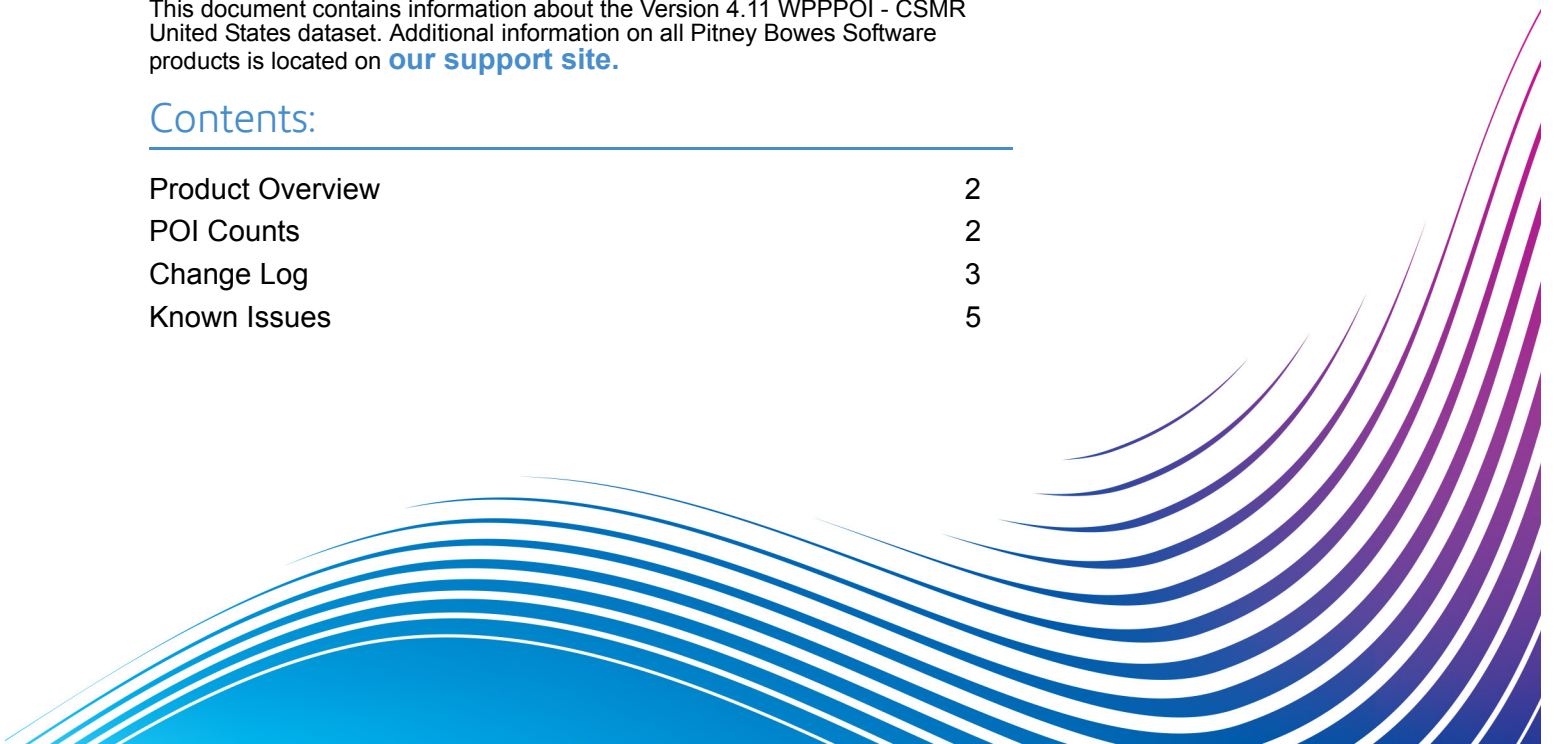 This document contains information about the Version 4.11 WPPPOI - CSMR
United States dataset. Additional information on all Pitney Bowes Software
products is located on our support site.
Contents:
Product Overview 2
POI Counts 2
Change Log 3
Known Issues 5